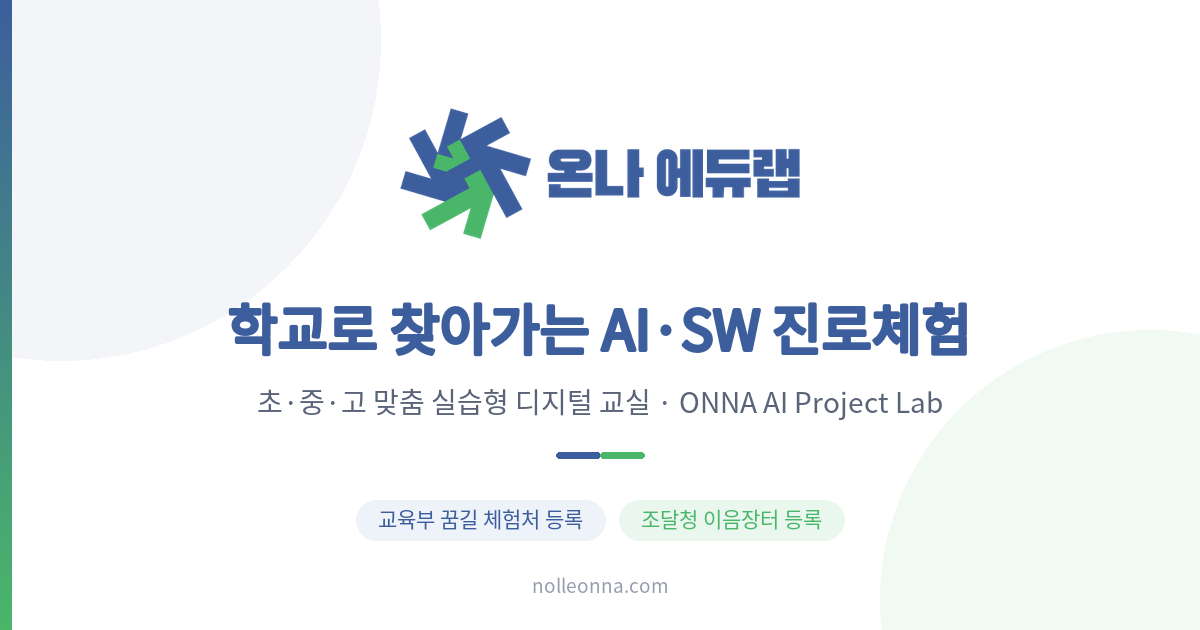 온나 에듀랩
학교로 찾아가는 AI·SW 진로체험
초·중·고 맞춤 실습형 디지털 교실 · ONNA AI Project Lab
교육부 꿈길 체험처 등록
조달청 이음장터 등록
nolleonna.com